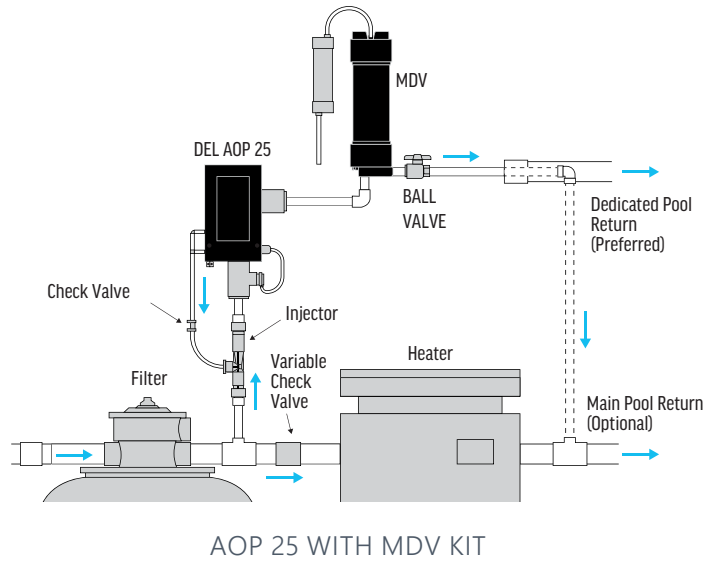 MDV
DEL AOP 25
BALL
VALVE
Dedicated Pool
Return
(Preferred)
Check Valve
Injector
Variable
Check
Valve
Heater
Filter
Main Pool Return
(Optional)
AOP 25 WITH MDV KIT